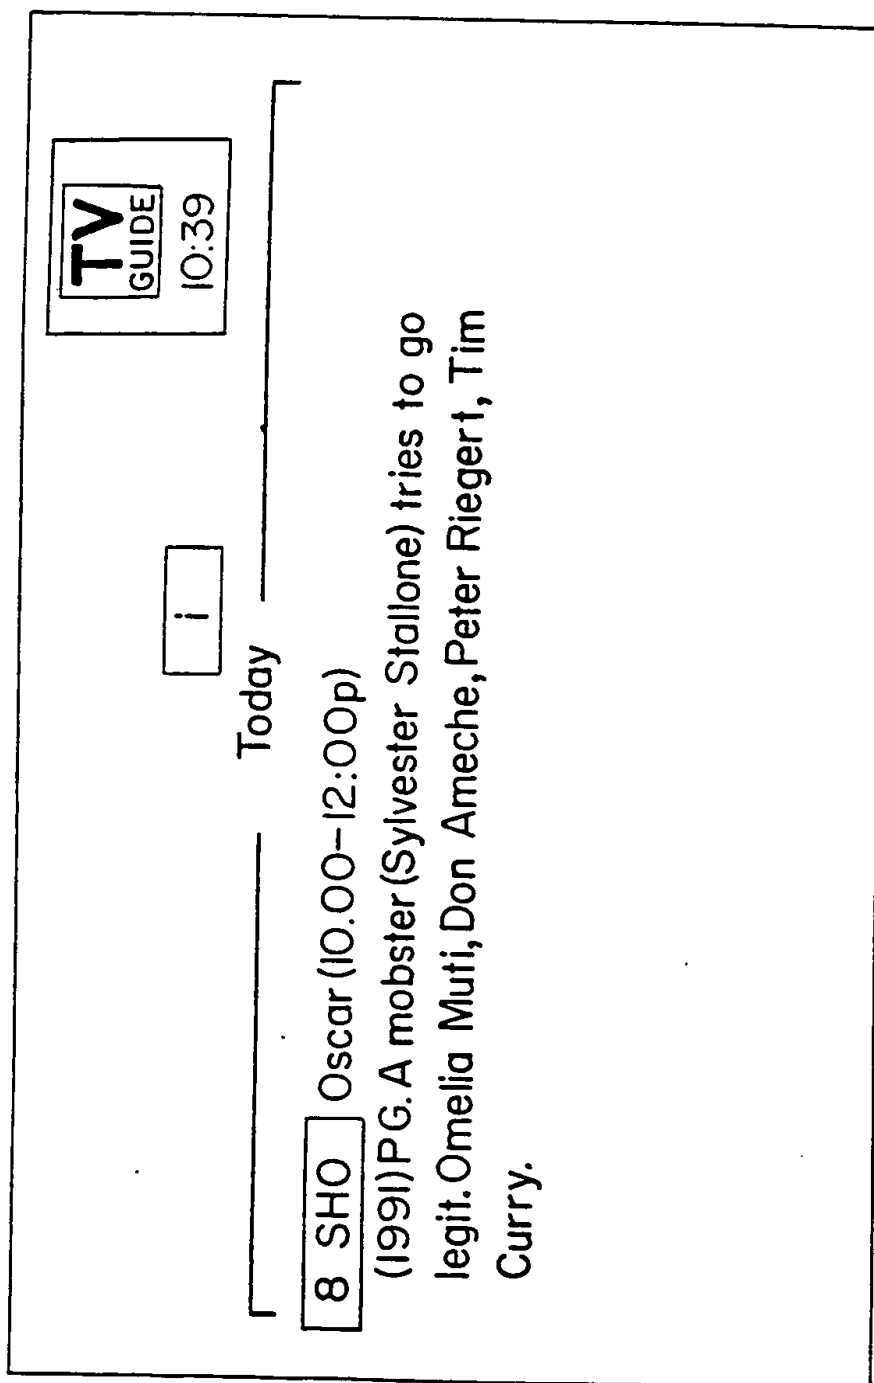 TV
GUIDE
10:39
i
Today
8 SHO Oscar (10.00-12:00p)
(1991) PG. A mobster (Sylvester Stallone) tries to go
legit. Omelia Muti, Don Ameche, Peter Riegert, Tim
Curry.